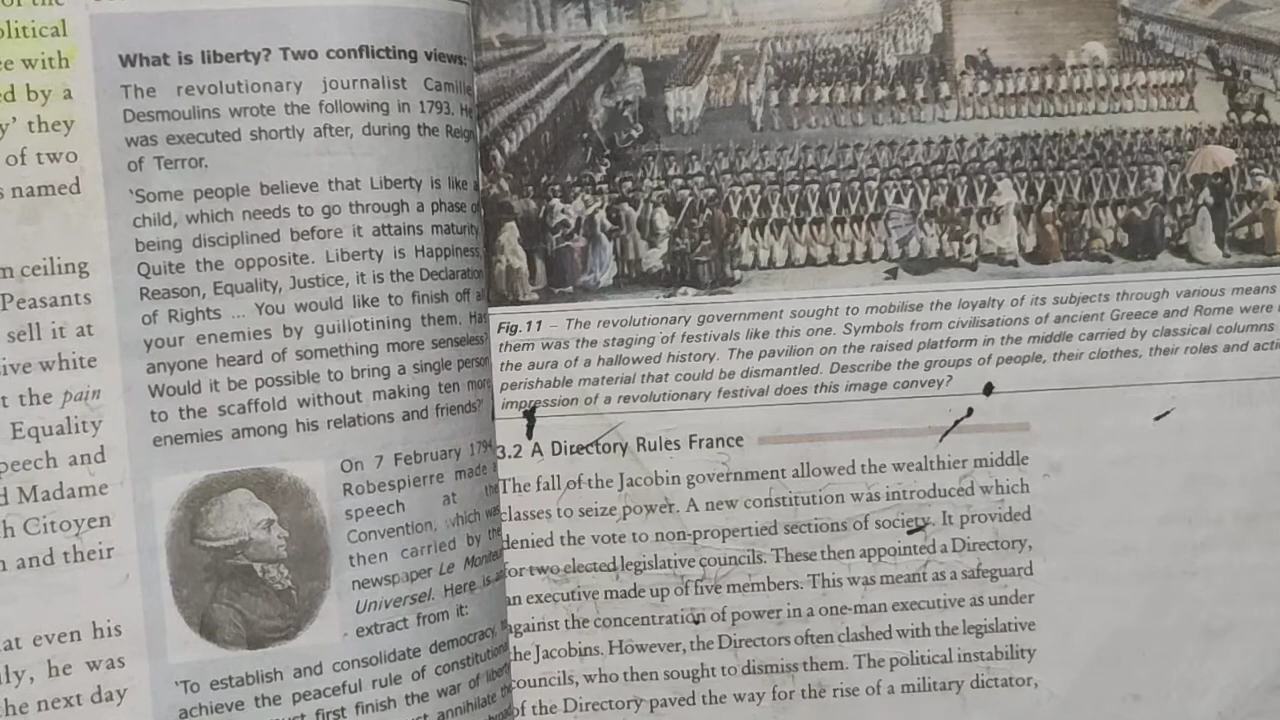 olitical
e with
ed by a
y' they
of two
s named
m ceiling
Peasants
sell it at
ive white
t the pain
Equality
peech and
d Madame
h Citoyen
n and their
at even his
lly, he was
he next day
What is liberty? Two conflicting views:
The revolutionary journalist Camille
Desmoulins wrote the following in 1793. He
was executed shortly after, during the Reign
of Terror.
'Some people believe that Liberty is like a
child, which needs to go through a phase of
being disciplined before it attains maturity.
Quite the opposite. Liberty is Happiness,
Reason, Equality, Justice, it is the Declaration
of Rights ... You would like to finish off all
your enemies by guillotining them. Has
anyone heard of something more senseless?
Would it be possible to bring a single person
to the scaffold without making ten more
enemies among his relations and friends?'
On 7 February 1794
Robespierre made a
speech at the
Convention, which was
then carried by the
newspaper Le Moniteur
Universel. Here is an
extract from it:
'To establish and consolidate democracy, to
achieve the peaceful rule of constitutional
first finish the war of liberty
annihilate the
Fig.11 – The revolutionary government sought to mobilise the loyalty of its subjects through various means
them was the staging of festivals like this one. Symbols from civilisations of ancient Greece and Rome were
the aura of a hallowed history. The pavilion on the raised platform in the middle carried by classical columns
perishable material that could be dismantled. Describe the groups of people, their clothes, their roles and acti
impression of a revolutionary festival does this image convey?
3.2 A Directory Rules France
The fall of the Jacobin government allowed the wealthier middle
classes to seize power. A new constitution was introduced which
denied the vote to non-propertied sections of society. It provided
for two elected legislative councils. These then appointed a Directory,
an executive made up of five members. This was meant as a safeguard
against the concentration of power in a one-man executive as under
the Jacobins. However, the Directors often clashed with the legislative
councils, who then sought to dismiss them. The political instability
of the Directory paved the way for the rise of a military dictator,